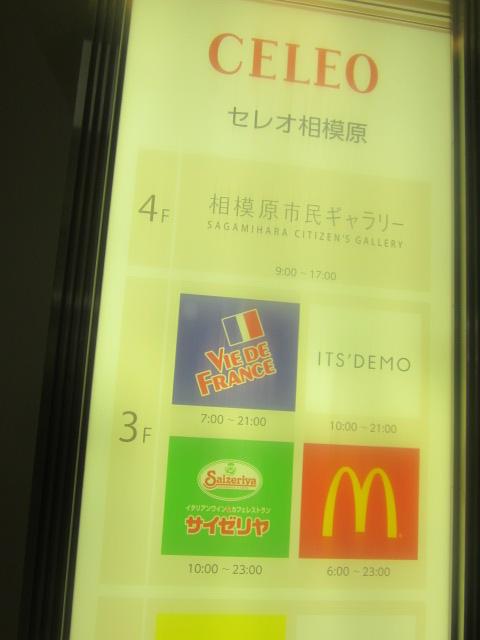 CELEO
セレオ相模原
4F
相模原市民ギャラリー
SAGAMIHARA CITIZEN'S GALLERY
9:00~17:00
3F
VIE DE
FRANCE
7:00~21:00
ITS'DEMO
10:00~21:00
Saizeriya
イタリアンワイン&カフェレストラン
サイゼリヤ
10:00~23:00
M
6:00~23:00